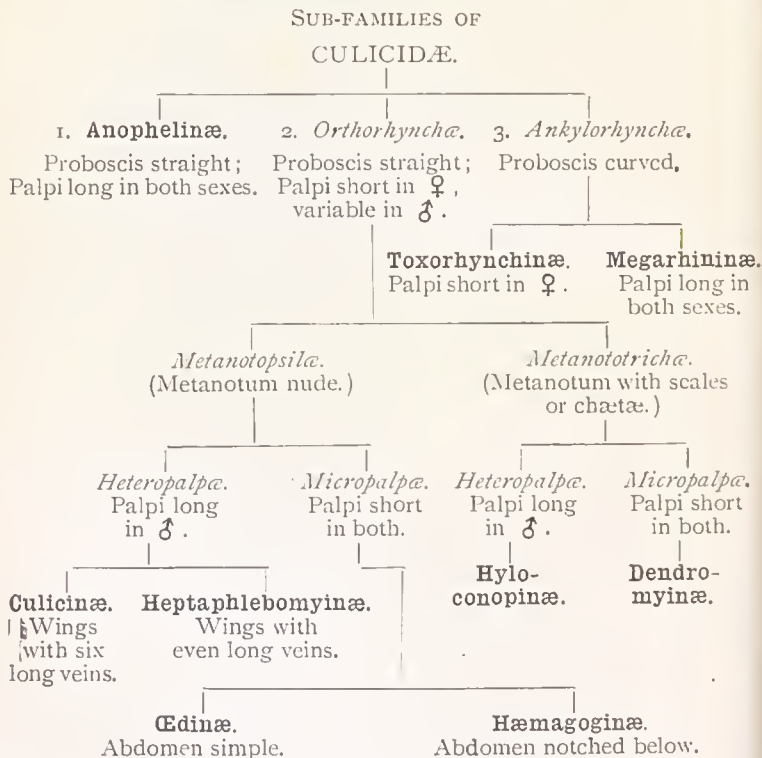 SUB-FAMILIES OF
CULICIDÆ.
1. Anophelinæ. 2. Orthorhynchæ. 3. Ankylorhynchæ.
Proboscis straight; Proboscis straight; Proboscis curved,
Palpi long in both sexes. Palpi short in ♀,
variable in ♂.
Toxorhynchinæ. Megarhininæ.
Palpi short in ♀. Palpi long in
both sexes.
Metanotopsilæ. Metanototrichæ.
(Metanotum nude.) (Metanotum with scales
or chætæ.)
Heteropalpæ. Micropalpæ. Heteropalpæ. Micropalpæ.
Palpi long Palpi short Palpi long Palpi short
in ♂. in both. in ♂. in both.
Hylo- Dendro-
conopinæ. myinæ.
Culicinæ. Heptaphlebomyinæ.
Wings Wings with
with six even long veins.
long veins.
Œdinæ. Hæmagoginæ.
Abdomen simple. Abdomen notched below.